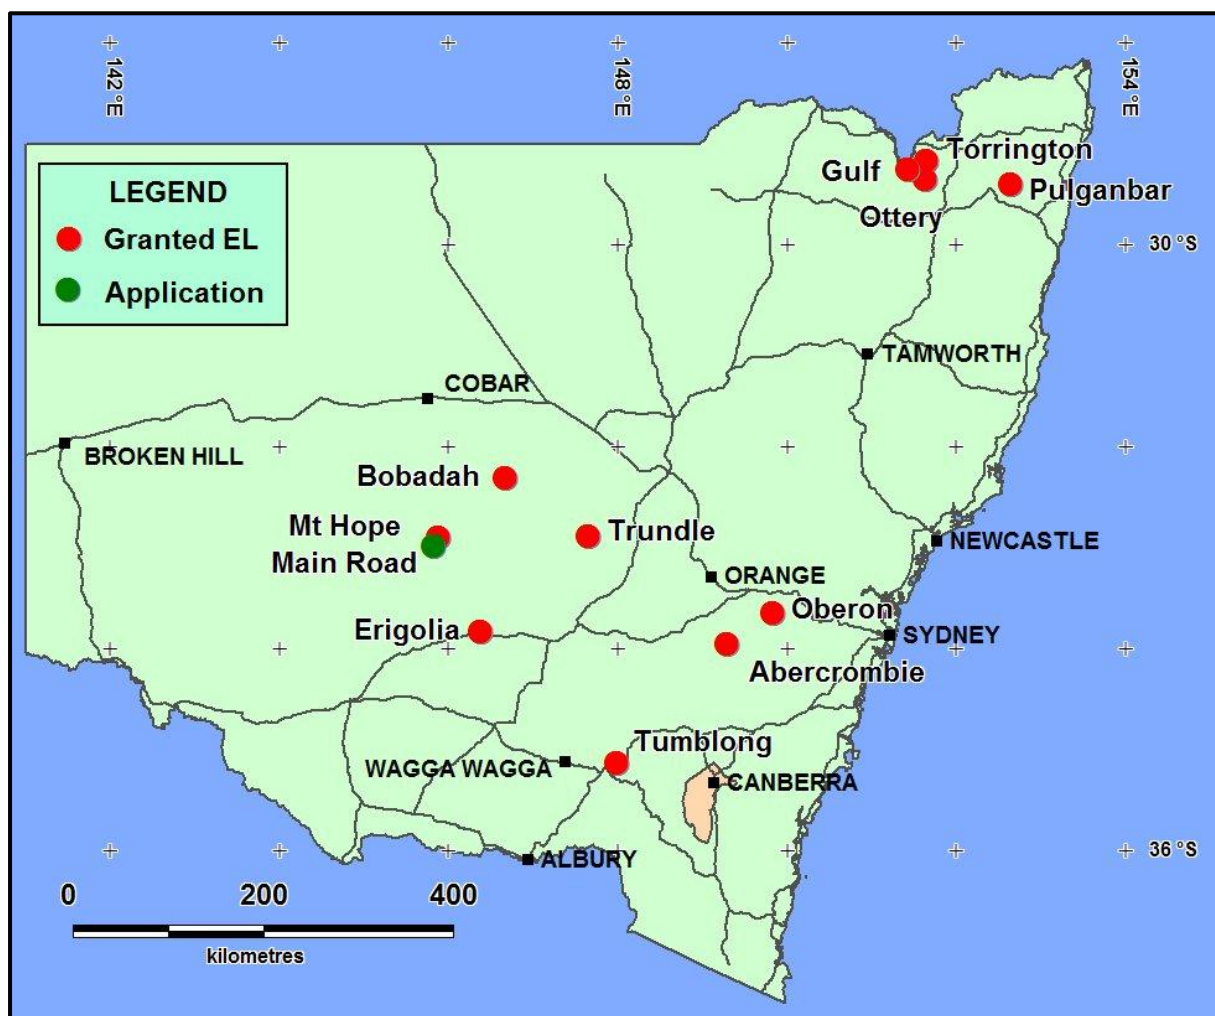 142 °E
148 °E
154 °E
LEGEND
Granted EL
Application
Torrington
Gulf
Pulganbar
Ottery
30 °S
TAMWORTH
COBAR
BROKEN HILL
Bobadah
Mt Hope
Trundle
Main Road
NEWCASTLE
ORANGE
Oberon
Erigolia
SYDNEY
Abercrombie
Tumblong
WAGGA WAGGA
CANBERRA
36 °S
ALBURY
0 200 400
kilometres